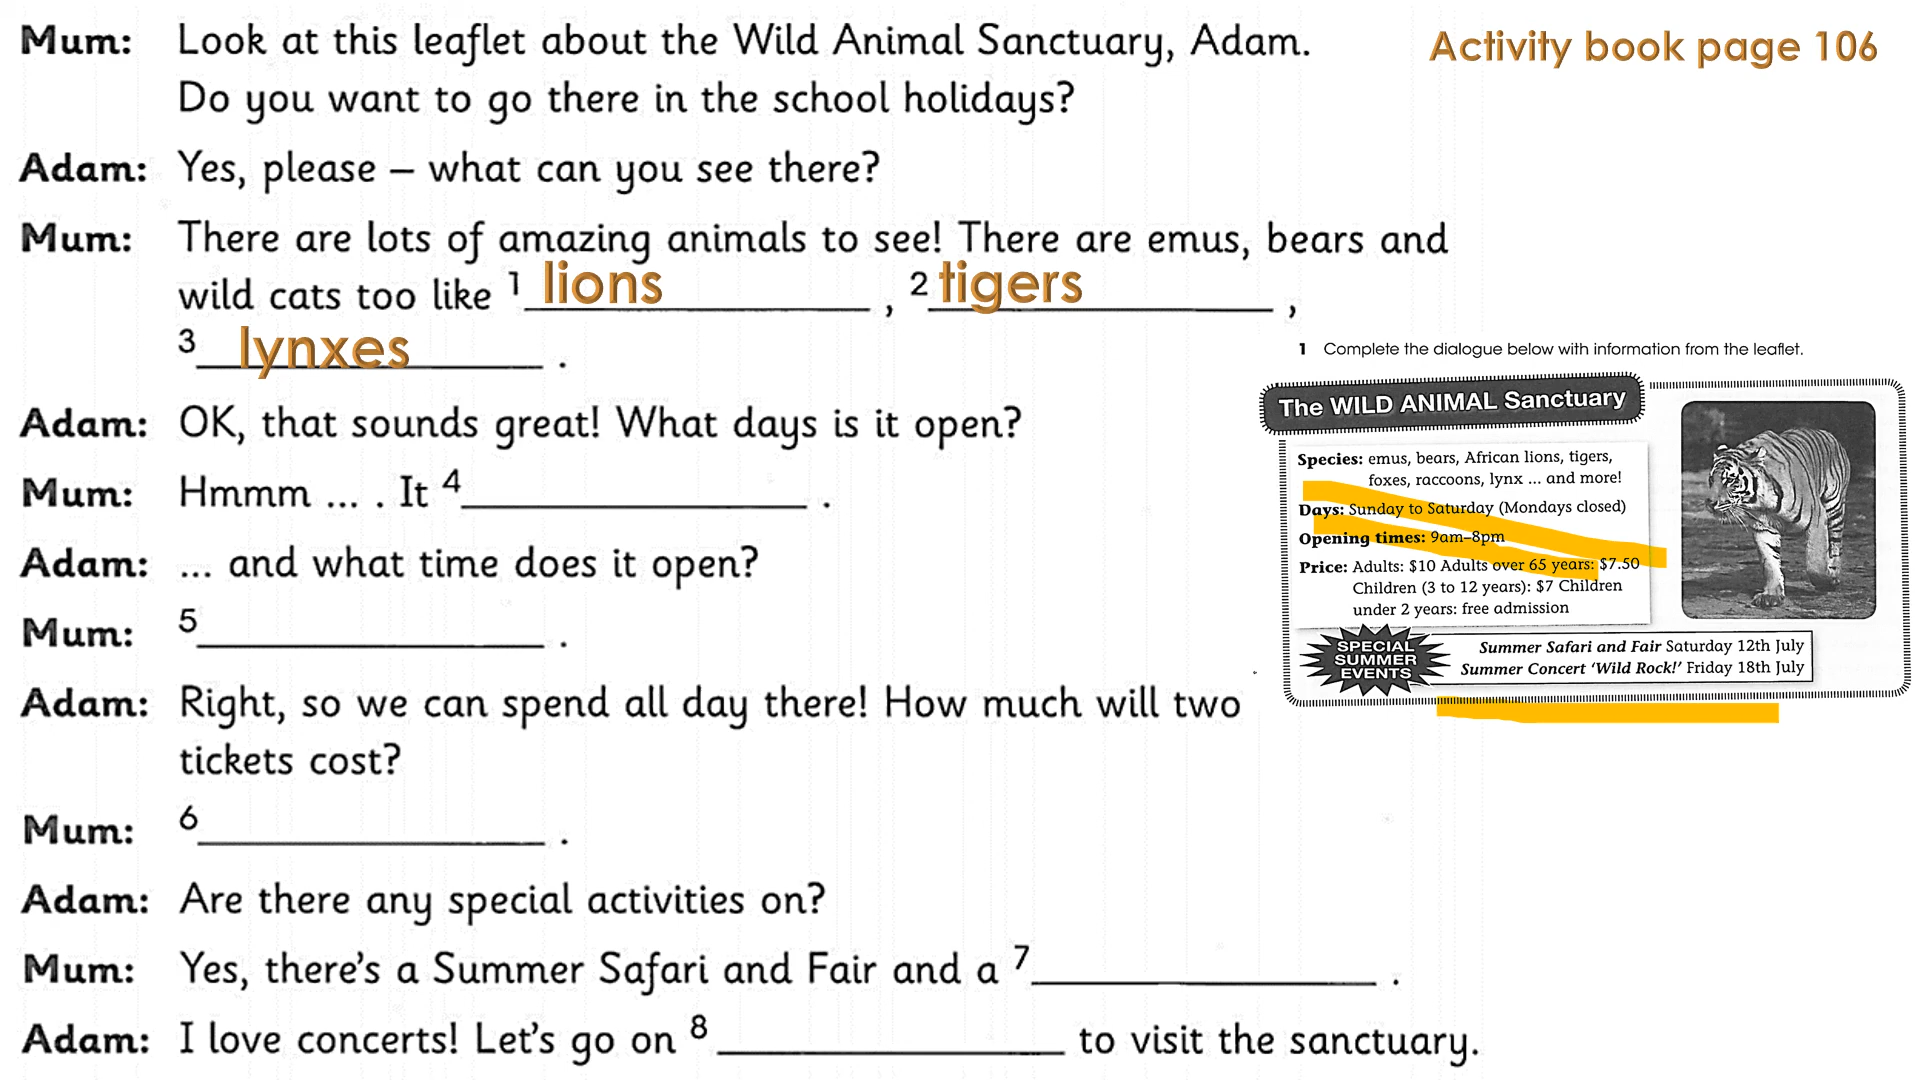 Activity book page 106
Mum: Look at this leaflet about the Wild Animal Sanctuary, Adam.
Do you want to go there in the school holidays?
Adam: Yes, please – what can you see there?
Mum: There are lots of amazing animals to see! There are emus, bears and
wild cats too like 1 lions , 2 tigers ,
3 lynxes .
Adam: OK, that sounds great! What days is it open?
Mum: Hmmm ... . It 4 .
Adam: ... and what time does it open?
Mum: 5 .
Adam: Right, so we can spend all day there! How much will two
tickets cost?
Mum: 6 .
Adam: Are there any special activities on?
Mum: Yes, there's a Summer Safari and Fair and a 7 .
Adam: I love concerts! Let's go on 8 to visit the sanctuary.
1 Complete the dialogue below with information from the leaflet.
The WILD ANIMAL Sanctuary
Species: emus, bears, African lions, tigers,
foxes, raccoons, lynx ... and more!
Days: Sunday to Saturday (Mondays closed)
Opening times: 9am–8pm
Price: Adults: $10 Adults over 65 years: $7.50
Children (3 to 12 years): $7 Children
under 2 years: free admission
SPECIAL
SUMMER
EVENTS
Summer Safari and Fair Saturday 12th July
Summer Concert 'Wild Rock!' Friday 18th July